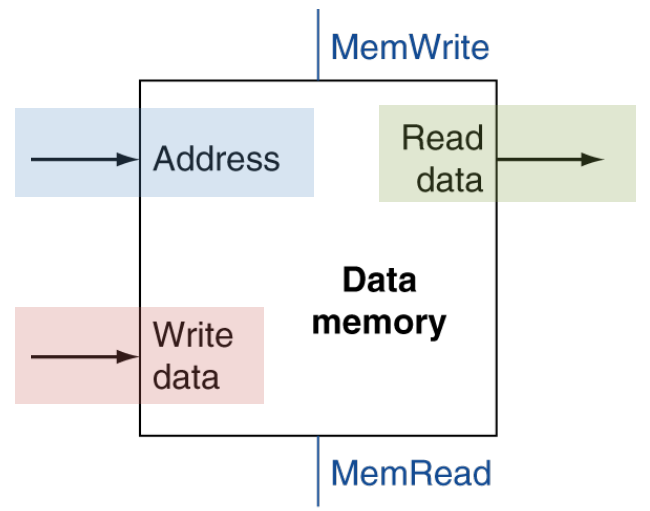 MemWrite
Address
Read
data
Data
memory
Write
data
MemRead